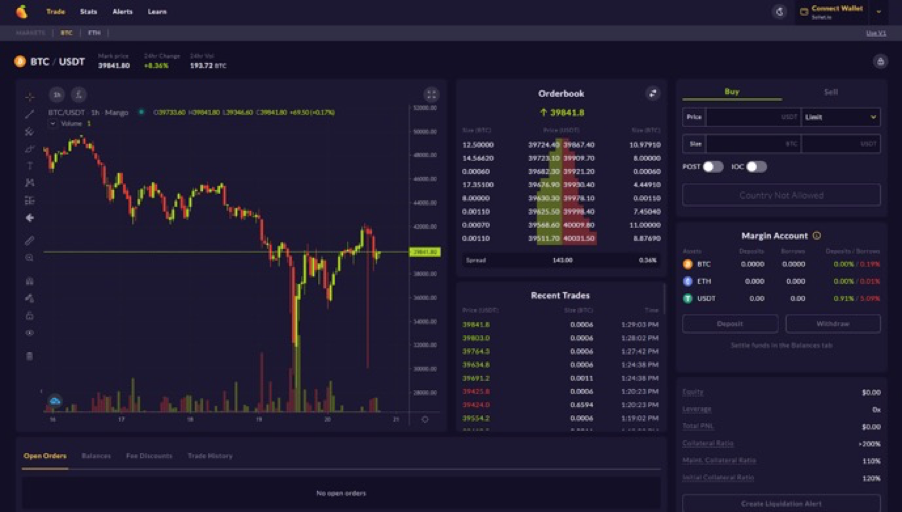 Trade Stats Alerts Learn
Connect Wallet
Sollet.io
MARKETS BTC ETH
Use V1
BTC / USDT
Mark price
39841.80
24hr Change
+8.36%
24hr Vol
193.72 BTC
1h
BTC/USDT 1h Mango O39733.60 H39841.80 L39346.60 C39841.80 +69.50 (+0.17%)
Volume 1
52000.00
50000.00
48000.00
46000.00
44000.00
42000.00
39841.80
38000.00
36000.00
34000.00
32000.00
30000.00
28000.00
16 17 18 19 20 21
Orderbook
↑ 39841.8
Size (BTC) Price (USDT) Size (BTC)
12.50000 39724.40 39867.40 10.97910
14.56620 39723.10 39909.70 8.00000
0.00060 39682.30 39921.20 0.00060
17.35100 39676.90 39930.40 4.44910
8.00000 39630.30 39978.10 0.00110
0.00110 39625.50 39998.40 7.45040
0.00070 39568.60 40009.80 11.00000
0.00110 39511.70 40031.50 8.87690
Spread 143.00 0.36%
Recent Trades
Price (USDT) Size (BTC) Time
39841.8 0.0006 1:29:03 PM
39803.0 0.0006 1:28:02 PM
39764.3 0.0006 1:27:42 PM
39634.8 0.0006 1:24:38 PM
39691.2 0.0011 1:24:38 PM
39425.8 0.0006 1:20:23 PM
39424.0 0.6594 1:20:23 PM
39554.2 0.0006 1:19:02 PM
Buy Sell
Price USDT Limit
Size BTC USDT
POST IOC
Country Not Allowed
Margin Account
Assets Deposits Borrows Deposits / Borrows
BTC 0.0000 0.0000 0.00% / 0.19%
ETH 0.000 0.000 0.00% / 0.01%
USDT 0.00 0.00 0.91% / 5.09%
Deposit Withdraw
Settle funds in the Balances tab
Equity $0.00
Leverage 0x
Total PNL $0.00
Collateral Ratio >200%
Maint. Collateral Ratio 110%
Initial Collateral Ratio 120%
Create Liquidation Alert
Open Orders Balances Fee Discounts Trade History
No open orders